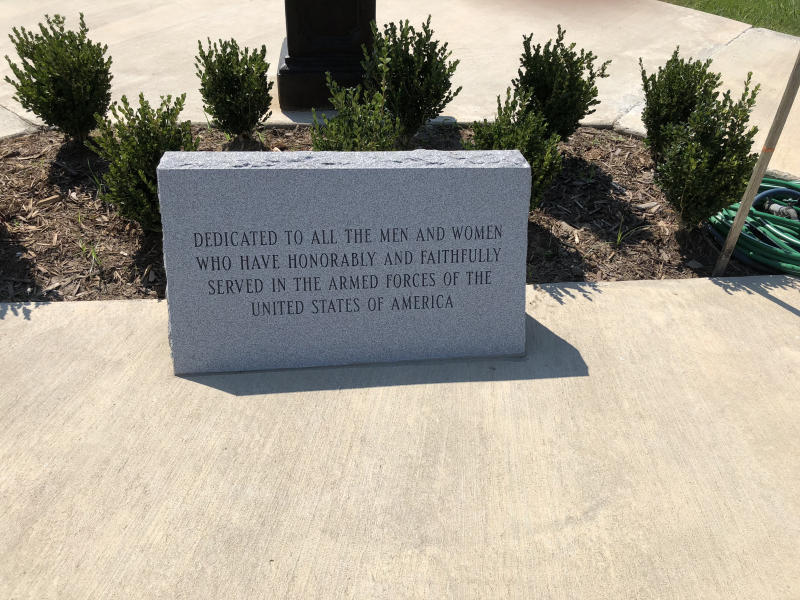 DEDICATED TO ALL THE MEN AND WOMEN
WHO HAVE HONORABLY AND FAITHFULLY
SERVED IN THE ARMED FORCES OF THE
UNITED STATES OF AMERICA